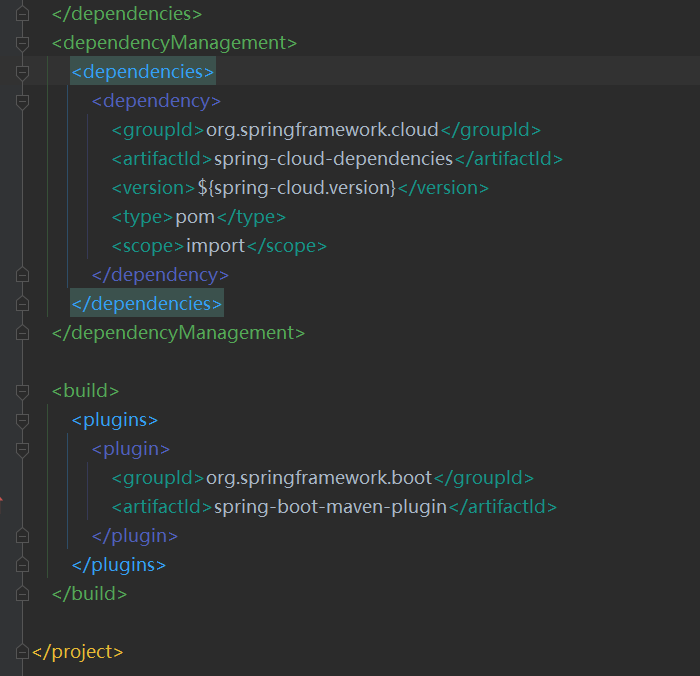 </dependencies>
<dependencyManagement>
<dependencies>
<dependency>
<groupId>org.springframework.cloud</groupId>
<artifactId>spring-cloud-dependencies</artifactId>
<version>${spring-cloud.version}</version>
<type>pom</type>
<scope>import</scope>
</dependency>
</dependencies>
</dependencyManagement>
<build>
<plugins>
<plugin>
<groupId>org.springframework.boot</groupId>
<artifactId>spring-boot-maven-plugin</artifactId>
</plugin>
</plugins>
</build>
</project>